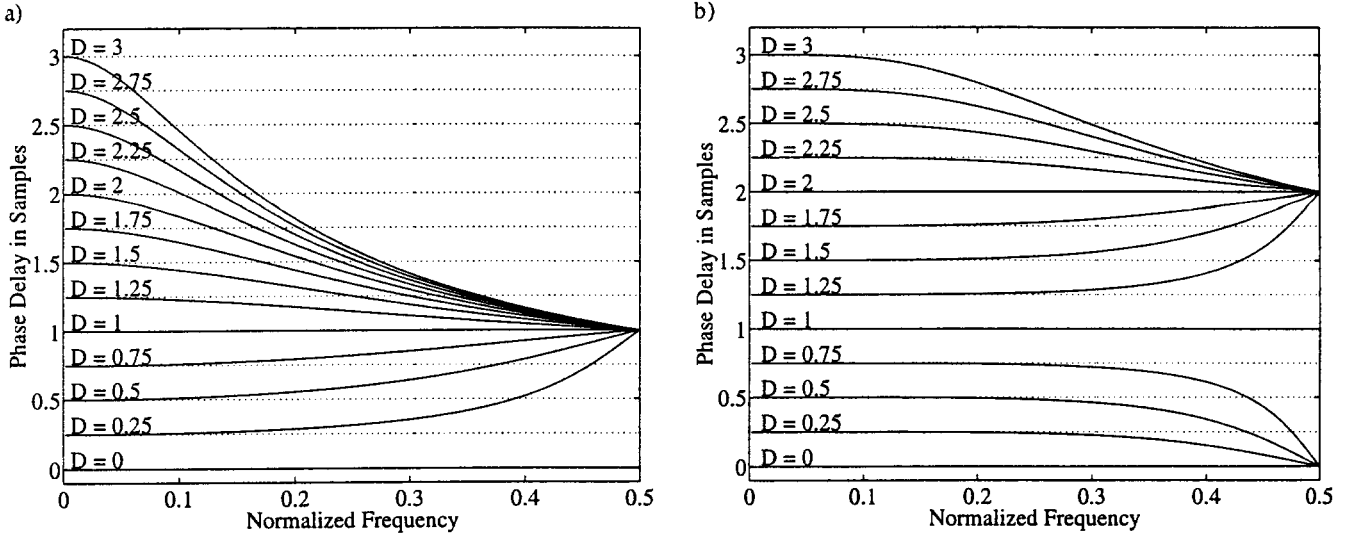 a)
Phase Delay in Samples
3
2.5
2
1.5
1
0.5
0
D = 3
D = 2.75
D = 2.5
D = 2.25
D = 2
D = 1.75
D = 1.5
D = 1.25
D = 1
D = 0.75
D = 0.5
D = 0.25
D = 0
0 0.1 0.2 0.3 0.4 0.5
Normalized Frequency
b)
Phase Delay in Samples
3
2.5
2
1.5
1
0.5
0
D = 3
D = 2.75
D = 2.5
D = 2.25
D = 2
D = 1.75
D = 1.5
D = 1.25
D = 1
D = 0.75
D = 0.5
D = 0.25
D = 0
0 0.1 0.2 0.3 0.4 0.5
Normalized Frequency